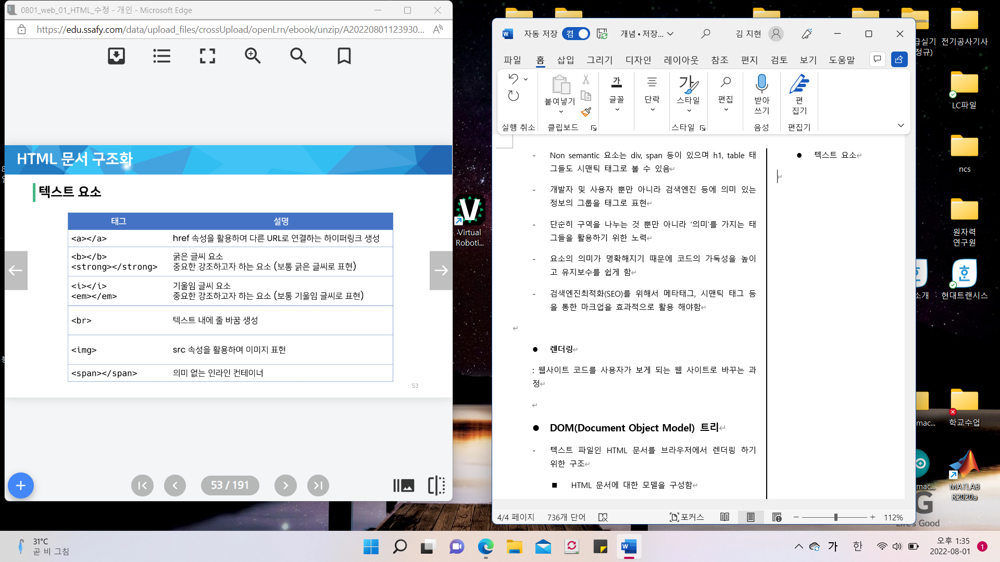 0801_web_01_HTML_수정 - 개인 - Microsoft Edge
https://edu.ssafy.com/data/upload_files/crossUpload/openLrn/ebook/unzip/A20220801123930...
HTML 문서 구조화
텍스트 요소
태그 설명
<a></a> href 속성을 활용하여 다른 URL로 연결하는 하이퍼링크 생성
<b></b> 굵은 글씨 요소
<strong></strong> 중요한 강조하고자 하는 요소 (보통 굵은 글씨로 표현)
<i></i> 기울임 글씨 요소
<em></em> 중요한 강조하고자 하는 요소 (보통 기울임 글씨로 표현)
<br> 텍스트 내에 줄 바꿈 생성
<img> src 속성을 활용하여 이미지 표현
<span></span> 의미 없는 인라인 컨테이너
53
53 / 191
Virtual
Roboti...
자동 저장 켬 개념 • 저장... 김 지현
파일 홈 삽입 그리기 디자인 레이아웃 참조 편지 검토 보기 도움말
붙여넣기 가 글꼴 단락 가 스타일 편집 받아
쓰기 편
집기
실행 취소 클립보드 스타일 음성 편집기
- Non semantic 요소는 div, span 등이 있으며 h1, table 태
그들도 시맨틱 태그로 볼 수 있음
- 개발자 및 사용자 뿐만 아니라 검색엔진 등에 의미 있는
정보의 그룹을 태그로 표현
- 단순히 구역을 나누는 것 뿐만 아니라 ‘의미’를 가지는 태
그들을 활용하기 위한 노력
- 요소의 의미가 명확해지기 때문에 코드의 가독성을 높이
고 유지보수를 쉽게 함
- 검색엔진최적화(SEO)를 위해서 메타태그, 시맨틱 태그 등
을 통한 마크업을 효과적으로 활용 해야함
● 렌더링
: 웹사이트 코드를 사용자가 보게 되는 웹 사이트로 바꾸는 과
정
● DOM(Document Object Model) 트리
- 텍스트 파일인 HTML 문서를 브라우저에서 렌더링 하기
위한 구조
■ HTML 문서에 대한 모델을 구성함
● 텍스트 요소
4/4 페이지 736개 단어 포커스 112%
급실기
정규)
전기공사기사
LC파일
ncs
원자력
연구원
소개
현대트랜시스
mac...
학교수업
mac...
MATLAB
R2020a
G
Life's Good
31°C
곧 비 그침
가 한
오후 1:35
2022-08-01
1